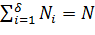 ∑_{i=1}^{δ} N_i = N